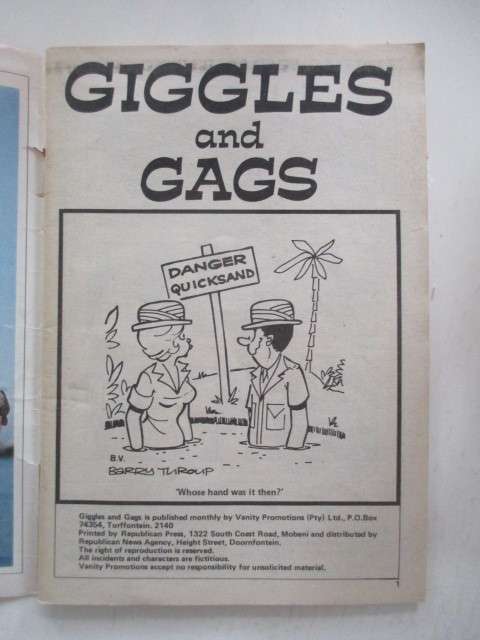 GIGGLES
and
GAGS
DANGER
QUICKSAND
B.V.
BARRY
'Whose hand was it then?'
Giggles and Gags is published monthly by Vanity Promotions (Pty) Ltd., P.O.Box
74354, Torffontein. 2140
Printed by Republican Press, 1322 South Coast Road, Mobeni and distributed by
Republican News Agency, Height Street, Doornfontein.
The right of reproduction is reserved.
All incidents and characters are fictitious.
Vanity Promotions accept no responsibility for unsolicited material.
1